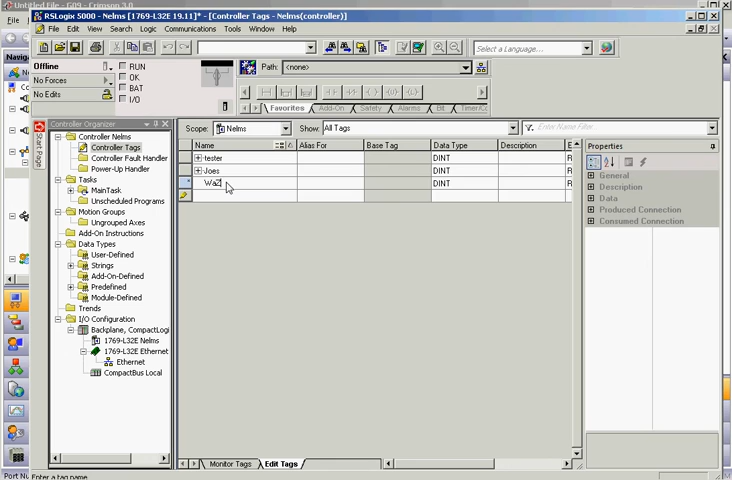 Untitled File - G09 - Crimson 3.0
RSLogix 5000 - Nelms [1769-L32E 19.11]* - [Controller Tags - Nelms(controller)]
File
File Edit View Search Logic Communications Tools Window Help
Select a Language...
Naviga
Offline
RUN
No Forces
OK
No Edits
BAT
I/O
Path: <none>
Favorites Add-On Safety Alarms Bit Timer/C
Start Page
Controller Organizer
Controller Nelms
Controller Tags
Controller Fault Handler
Power-Up Handler
Tasks
MainTask
Unscheduled Programs
Motion Groups
Ungrouped Axes
Add-On Instructions
Data Types
User-Defined
Strings
Add-On-Defined
Predefined
Module-Defined
Trends
I/O Configuration
Backplane, CompactLogi
1769-L32E Nelms
1769-L32E Ethernet
Ethernet
CompactBus Local
Scope: Nelms Show: All Tags Enter Name Filter...
Name Alias For Base Tag Data Type Description E
tester DINT R
Joes DINT R
WaZ DINT R
Properties
General
Description
Data
Produced Connection
Consumed Connection
Monitor Tags Edit Tags
Enter a tag name
Port Nu